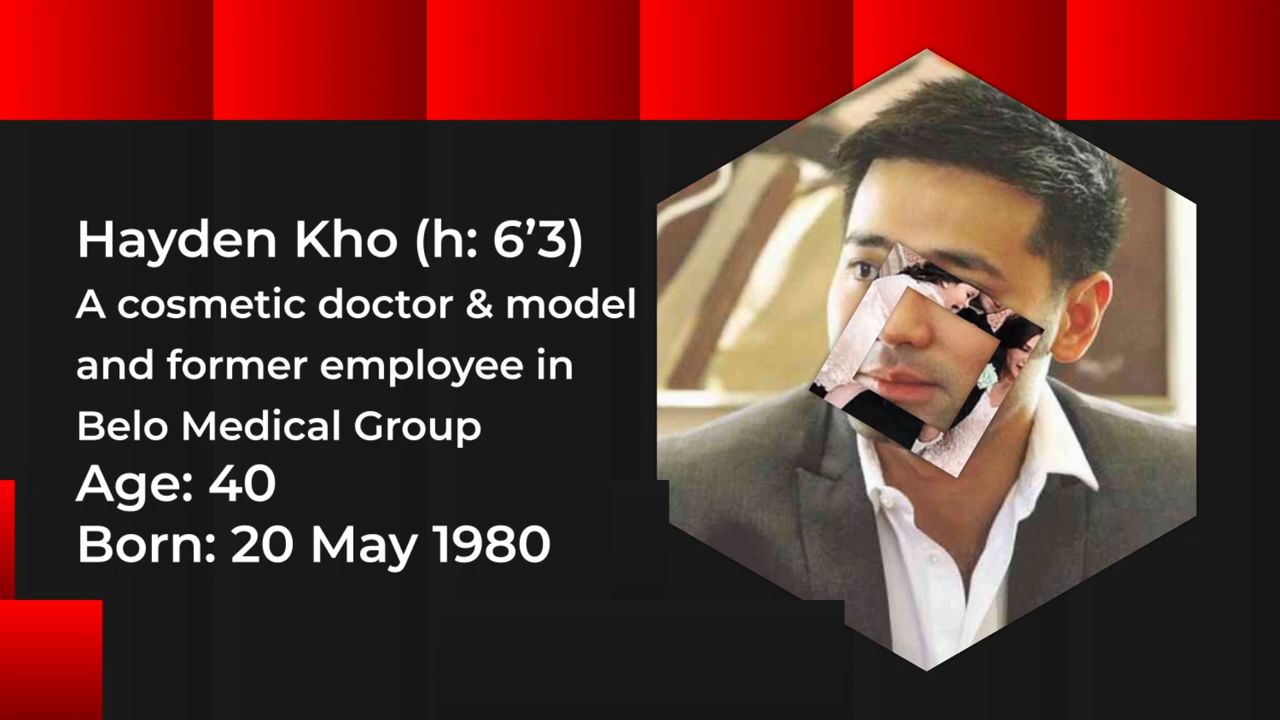 Hayden Kho (h: 6’3)
A cosmetic doctor & model
and former employee in
Belo Medical Group
Age: 40
Born: 20 May 1980